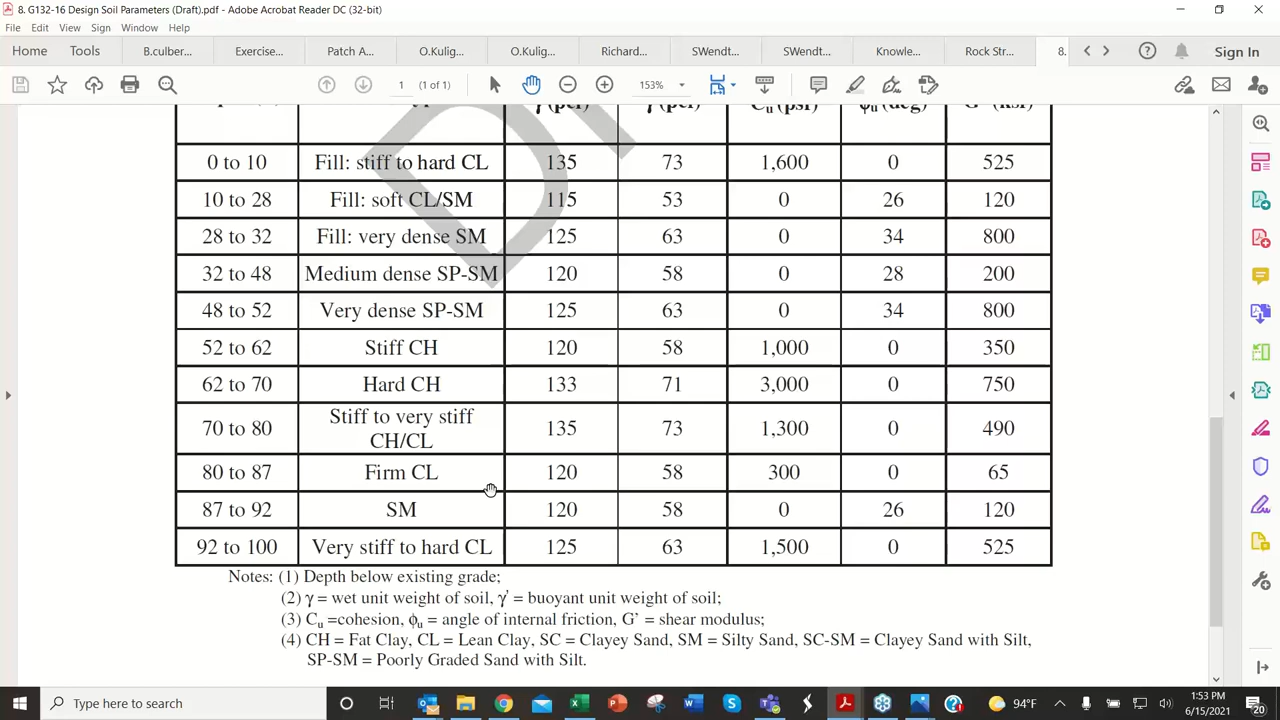 8. G132-16 Design Soil Parameters (Draft).pdf - Adobe Acrobat Reader DC (32-bit)
File Edit View Sign Window Help
Home Tools B.culber... Exercise... Patch A... O.Kulig... O.Kulig... Richard... SWendt... SWendt... Knowle... Rock Str... 8. Sign In
1 (1 of 1) 153%
γ (pcf) γ' (pcf) Cu (psf) ϕu (deg) G' (ksf)
0 to 10 Fill: stiff to hard CL 135 73 1,600 0 525
10 to 28 Fill: soft CL/SM 115 53 0 26 120
28 to 32 Fill: very dense SM 125 63 0 34 800
32 to 48 Medium dense SP-SM 120 58 0 28 200
48 to 52 Very dense SP-SM 125 63 0 34 800
52 to 62 Stiff CH 120 58 1,000 0 350
62 to 70 Hard CH 133 71 3,000 0 750
70 to 80 Stiff to very stiff CH/CL 135 73 1,300 0 490
80 to 87 Firm CL 120 58 300 0 65
87 to 92 SM 120 58 0 26 120
92 to 100 Very stiff to hard CL 125 63 1,500 0 525
Notes: (1) Depth below existing grade;
(2) γ = wet unit weight of soil, γ' = buoyant unit weight of soil;
(3) Cu =cohesion, ϕu = angle of internal friction, G' = shear modulus;
(4) CH = Fat Clay, CL = Lean Clay, SC = Clayey Sand, SM = Silty Sand, SC-SM = Clayey Sand with Silt,
SP-SM = Poorly Graded Sand with Silt.
Type here to search 94°F 1:53 PM
6/15/2021 20